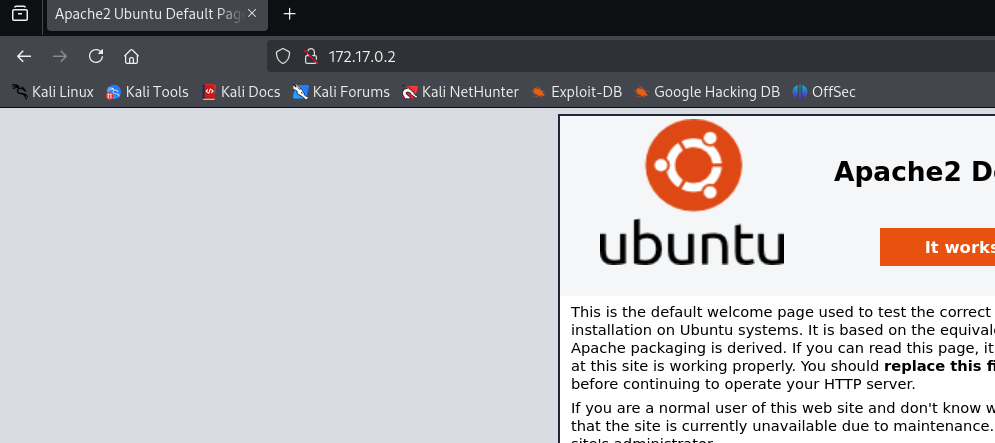 Apache2 Ubuntu Default Pag
172.17.0.2
Kali Linux Kali Tools Kali Docs Kali Forums Kali NetHunter Exploit-DB Google Hacking DB OffSec
Apache2 D
ubuntu
It works
This is the default welcome page used to test the correct
installation on Ubuntu systems. It is based on the equival
Apache packaging is derived. If you can read this page, it
at this site is working properly. You should replace this fi
before continuing to operate your HTTP server.
If you are a normal user of this web site and don't know w
that the site is currently unavailable due to maintenance.
site's administrator